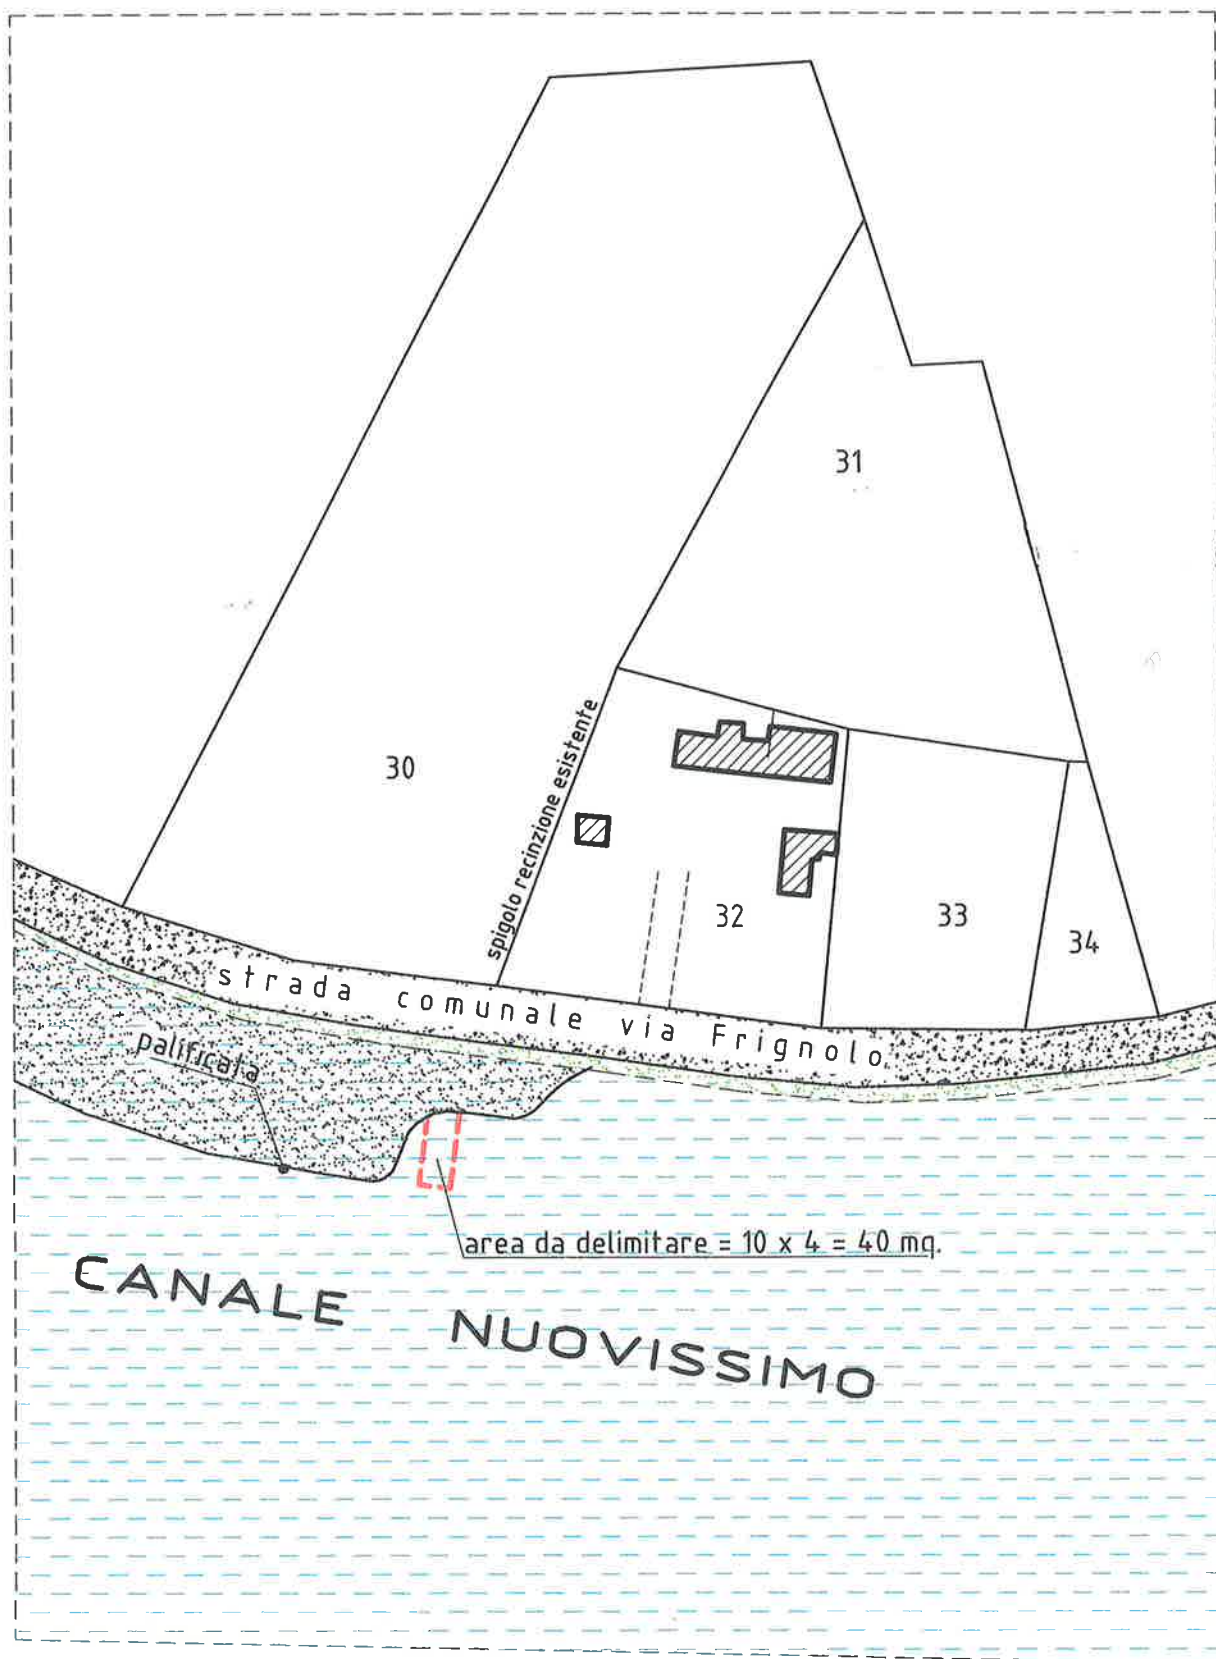 31
30
spigolo recinzione esistente
32
33
34
strada comunale via Frignolo
palificata
area da delimitare = 10 x 4 = 40 mq.
CANALE NUOVISSIMO